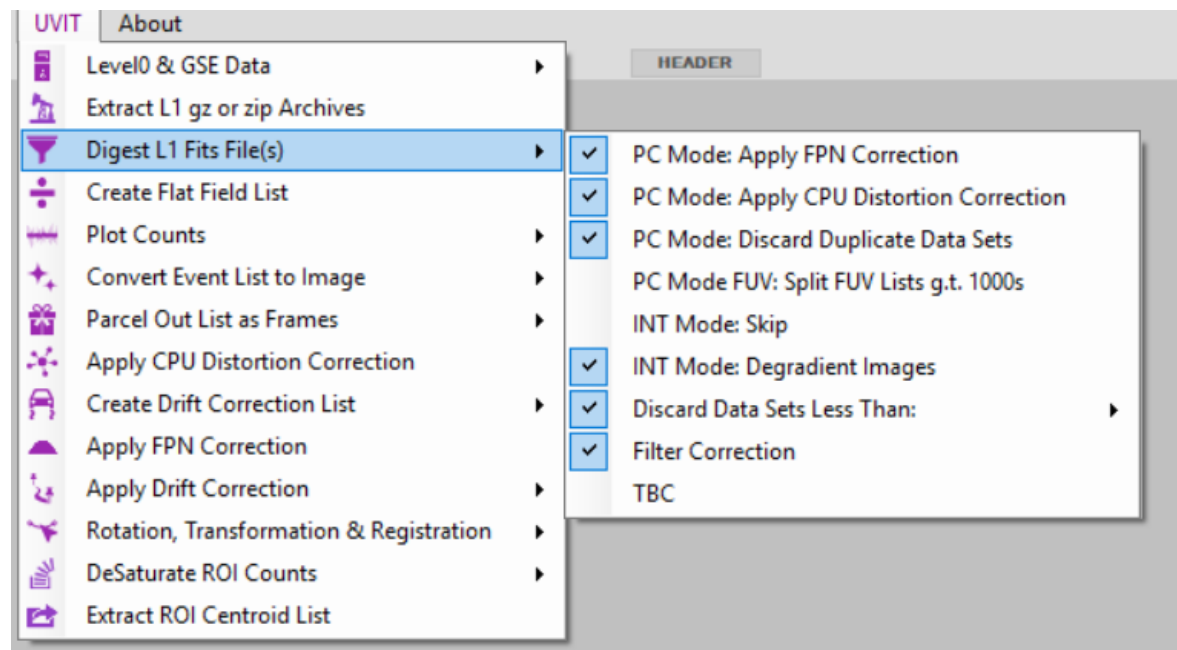 UVIT About
HEADER
Level0 & GSE Data
Extract L1 gz or zip Archives
Digest L1 Fits File(s)
Create Flat Field List
Plot Counts
Convert Event List to Image
Parcel Out List as Frames
Apply CPU Distortion Correction
Create Drift Correction List
Apply FPN Correction
Apply Drift Correction
Rotation, Transformation & Registration
DeSaturate ROI Counts
Extract ROI Centroid List
PC Mode: Apply FPN Correction
PC Mode: Apply CPU Distortion Correction
PC Mode: Discard Duplicate Data Sets
PC Mode FUV: Split FUV Lists g.t. 1000s
INT Mode: Skip
INT Mode: Degradient Images
Discard Data Sets Less Than:
Filter Correction
TBC